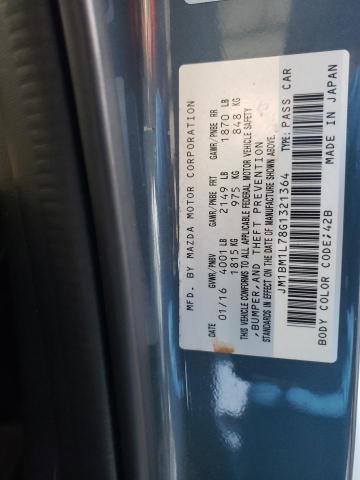 MFD. BY MAZDA MOTOR CORPORATION
DATE GVWR/PNBV GAWR/PNBE FRT GAWR/PNBE RR
01/16 4001 LB 2149 LB 1870 LB
1815 KG 975 KG 848 KG
THIS VEHICLE CONFORMS TO ALL APPLICABLE FEDERAL MOTOR VEHICLE SAFETY
,BUMPER,AND THEFT PREVENTION
STANDARDS IN EFFECT ON THE DATE OF MANUFACTURE SHOWN ABOVE.
JM1BM1L78G1321364 TYPE: PASS CAR
BODY COLOR CODE;42B MADE IN JAPAN